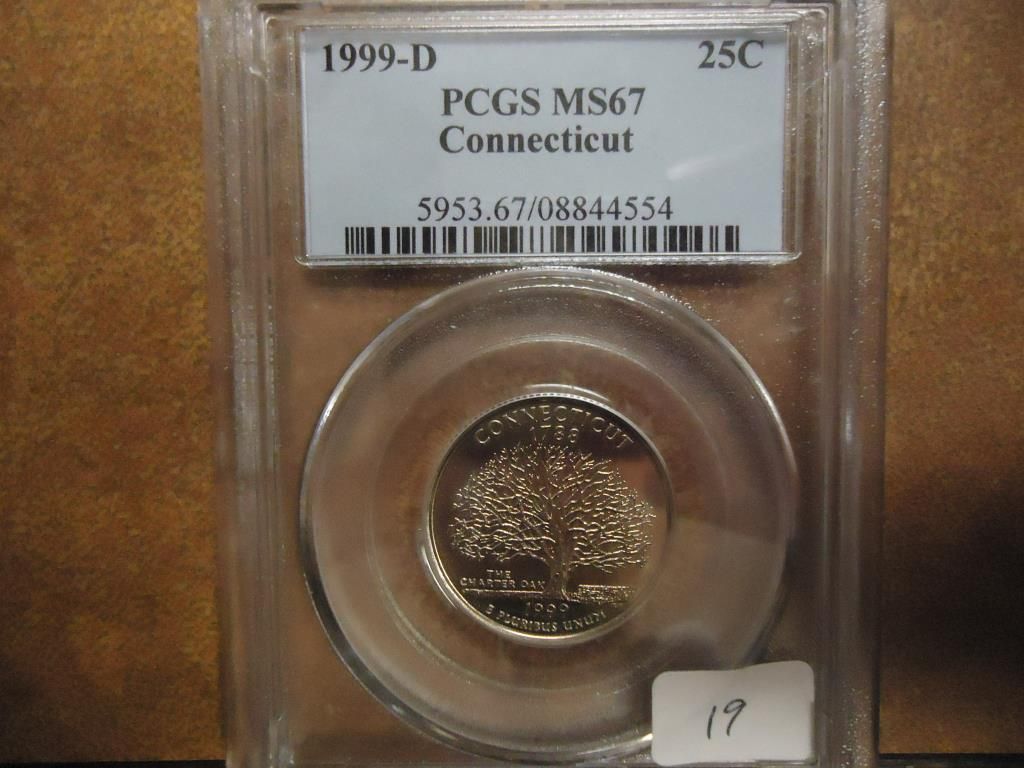 1999-D 25C
PCGS MS67
Connecticut
5953.67/08844554
CONNECTICUT
1788
THE
CHARTER OAK
1999
E PLURIBUS UNUM
19